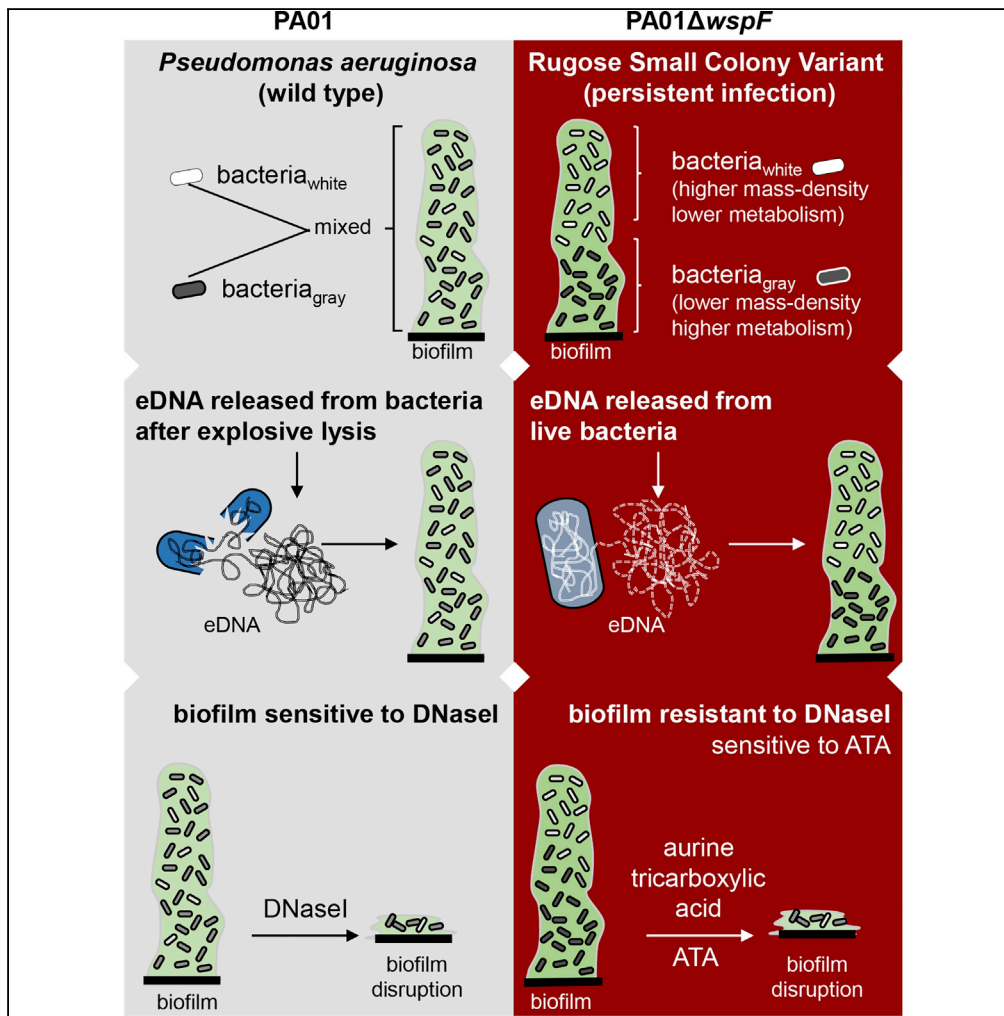 PA01
PA01ΔwspF
Pseudomonas aeruginosa
(wild type)
bacteriawhite
mixed
bacteriagray
biofilm
Rugose Small Colony Variant
(persistent infection)
bacteriawhite
(higher mass-density
lower metabolism)
bacteriagray
(lower mass-density
higher metabolism)
biofilm
eDNA released from bacteria
after explosive lysis
eDNA
eDNA released from
live bacteria
eDNA
biofilm sensitive to DNaseI
DNaseI
biofilm
biofilm
disruption
biofilm resistant to DNaseI
sensitive to ATA
aurine
tricarboxylic
acid
ATA
biofilm
biofilm
disruption